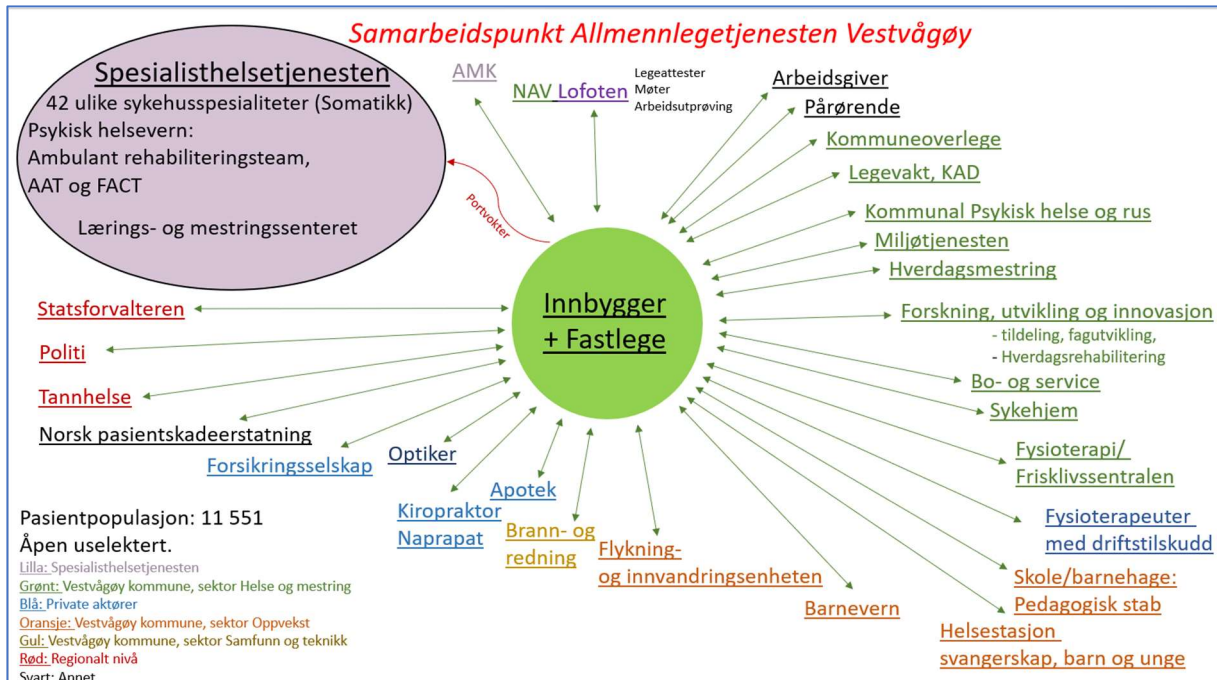 Samarbeidspunkt Allmennlegetjenesten Vestvågøy
Spesialisthelsetjenesten
42 ulike sykehusspesialiteter (Somatikk)
Psykisk helsevern:
Ambulant rehabiliteringsteam,
AAT og FACT
Lærings- og mestringssenteret
Portvokter
AMK
NAV Lofoten
Legeattester
Møter
Arbeidsutprøving
Arbeidsgiver
Pårørende
Kommuneoverlege
Legevakt, KAD
Kommunal Psykisk helse og rus
Miljøtjenesten
Hverdagsmestring
Forskning, utvikling og innovasjon
- tildeling, fagutvikling,
- Hverdagsrehabilitering
Bo- og service
Sykehjem
Fysioterapi/
Frisklivssentralen
Fysioterapeuter
med driftstilskudd
Skole/barnehage:
Pedagogisk stab
Helsestasjon
svangerskap, barn og unge
Barnevern
Flykning-
og innvandringsenheten
Brann- og
redning
Apotek
Kiropraktor
Naprapat
Optiker
Forsikringsselskap
Norsk pasientskadeerstatning
Tannhelse
Politi
Statsforvalteren
Innbygger
+ Fastlege
Pasientpopulasjon: 11 551
Åpen uselektert.
Lilla: Spesialisthelsetjenesten
Grønt: Vestvågøy kommune, sektor Helse og mestring
Blå: Private aktører
Oransje: Vestvågøy kommune, sektor Oppvekst
Gul: Vestvågøy kommune, sektor Samfunn og teknikk
Rød: Regionalt nivå
Svart: Annet